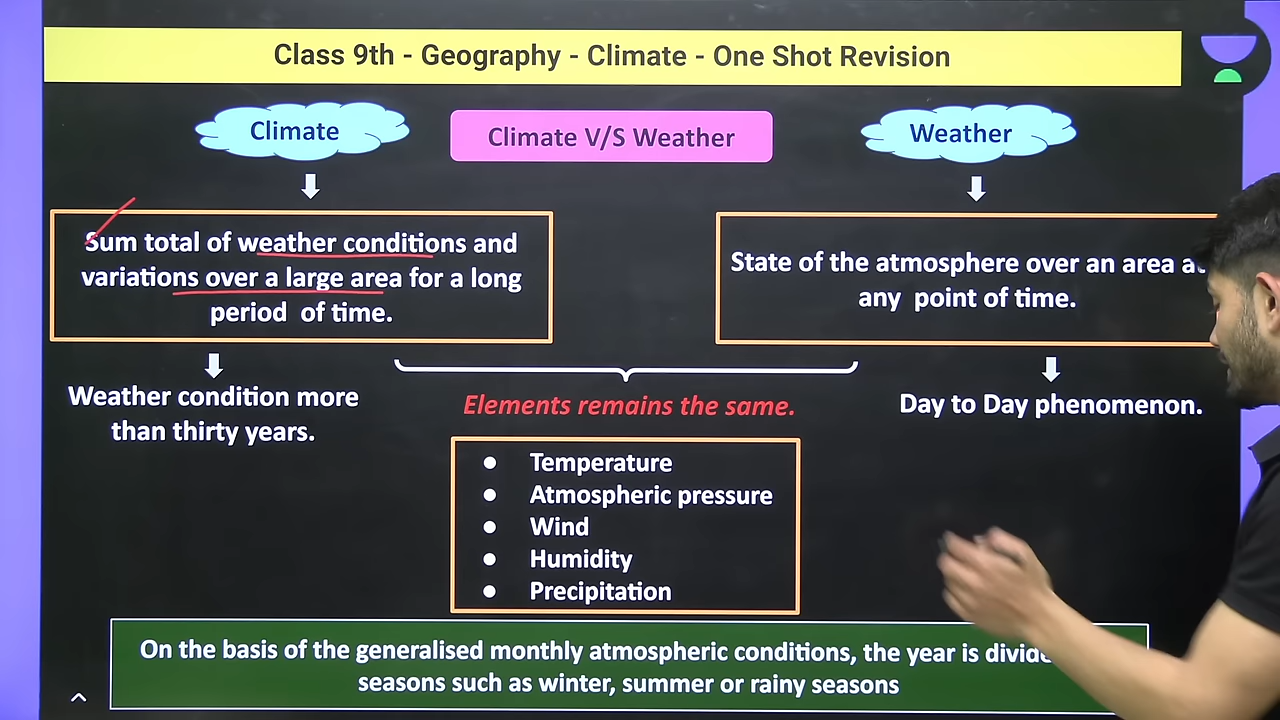 Class 9th - Geography - Climate - One Shot Revision
Climate
Climate V/S Weather
Weather
Sum total of weather conditions and
variations over a large area for a long
period of time.
State of the atmosphere over an area at
any point of time.
Weather condition more
than thirty years.
Elements remains the same.
Day to Day phenomenon.
● Temperature
● Atmospheric pressure
● Wind
● Humidity
● Precipitation
On the basis of the generalised monthly atmospheric conditions, the year is
seasons such as winter, summer or rainy seasons